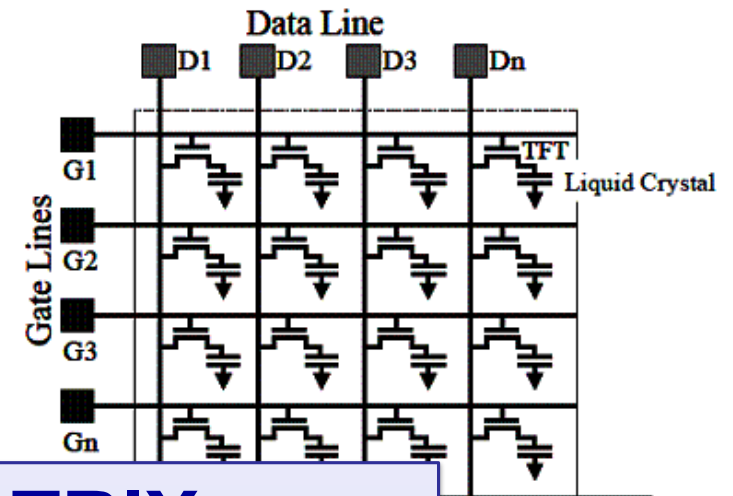 Data Line
D1 D2 D3 Dn
G1
TFT
Liquid Crystal
Gate Lines
G2
G3
Gn